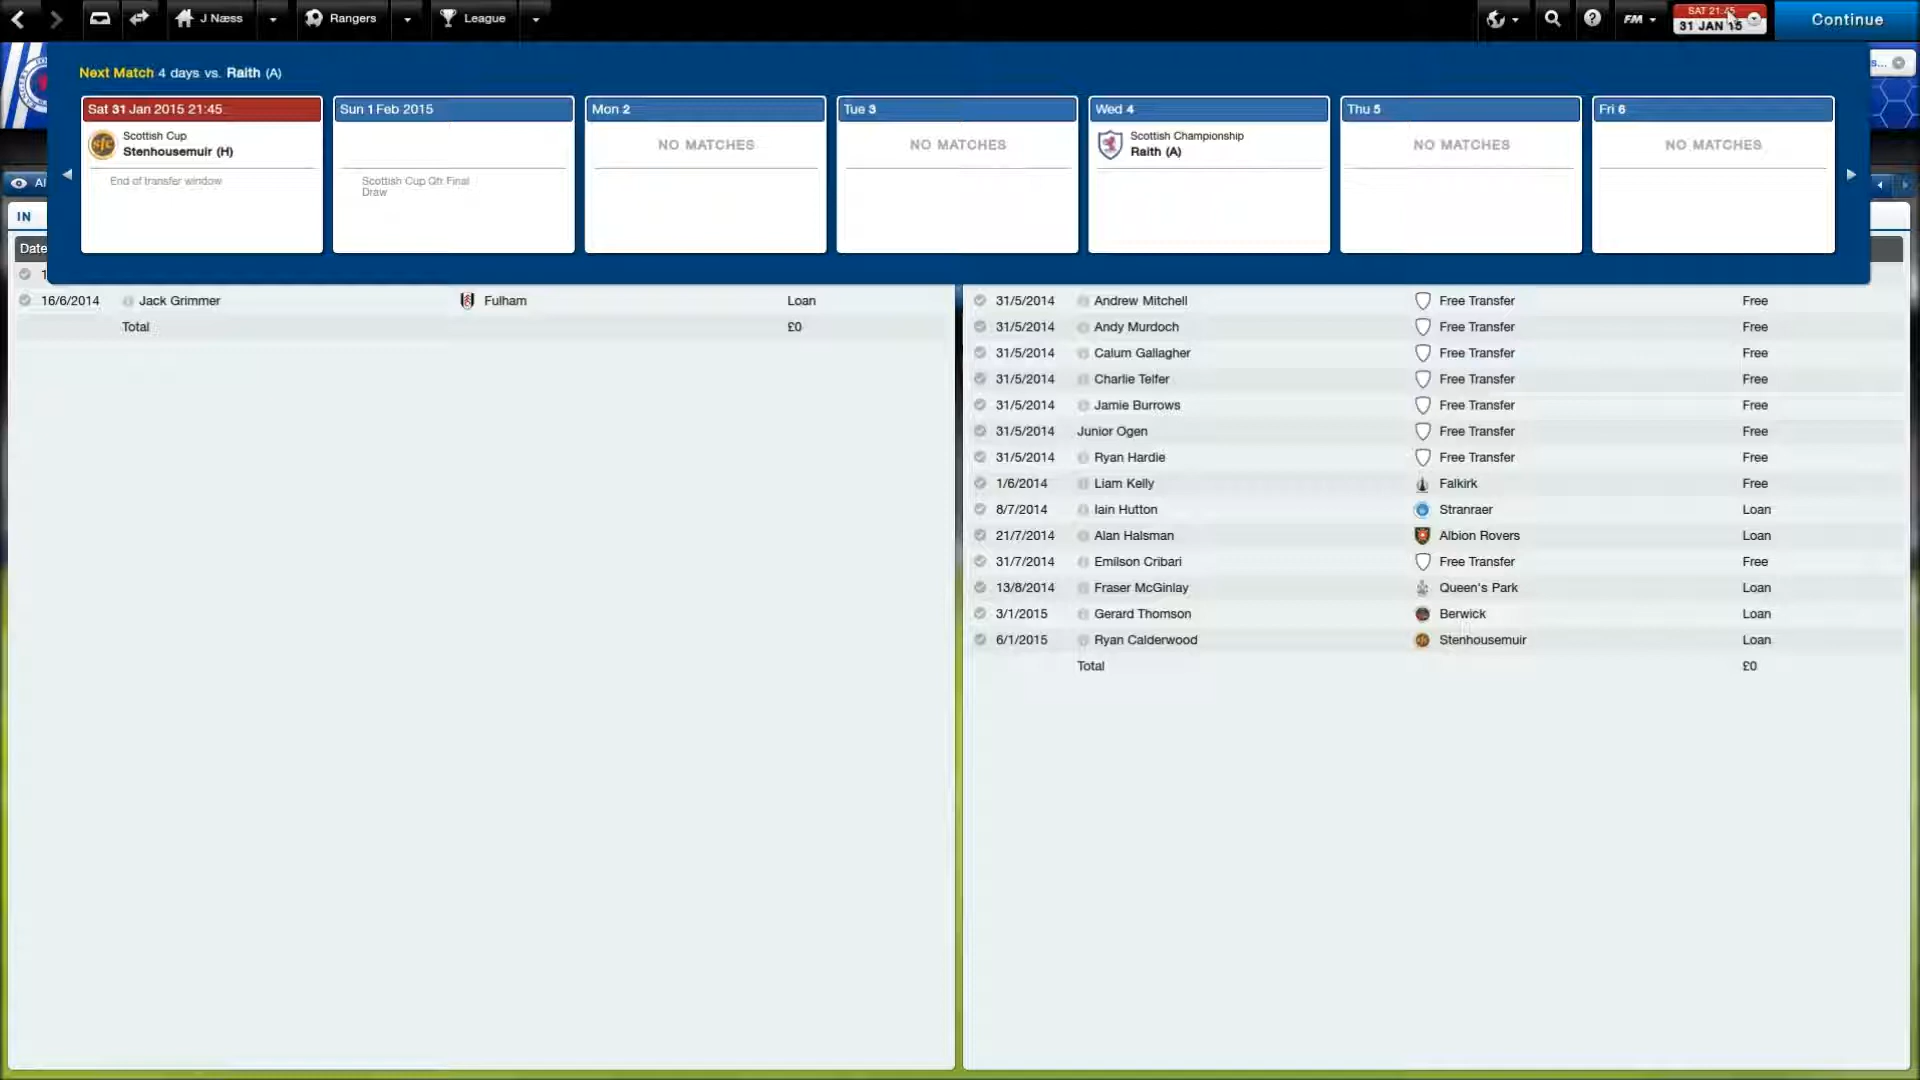 J Næss
Rangers
League
FM
SAT 21:45
31 JAN 15
Continue
Next Match 4 days vs. Raith (A)
Sat 31 Jan 2015 21:45
Scottish Cup
Stenhousemuir (H)
End of transfer window
Sun 1 Feb 2015
Scottish Cup Qtr Final
Draw
Mon 2
NO MATCHES
Tue 3
NO MATCHES
Wed 4
Scottish Championship
Raith (A)
Thu 5
NO MATCHES
Fri 6
NO MATCHES
s...
Al
IN
Date
1
16/6/2014 Jack Grimmer Fulham Loan
Total £0
31/5/2014 Andrew Mitchell Free Transfer Free
31/5/2014 Andy Murdoch Free Transfer Free
31/5/2014 Calum Gallagher Free Transfer Free
31/5/2014 Charlie Telfer Free Transfer Free
31/5/2014 Jamie Burrows Free Transfer Free
31/5/2014 Junior Ogen Free Transfer Free
31/5/2014 Ryan Hardie Free Transfer Free
1/6/2014 Liam Kelly Falkirk Free
8/7/2014 Iain Hutton Stranraer Loan
21/7/2014 Alan Halsman Albion Rovers Loan
31/7/2014 Emilson Cribari Free Transfer Free
13/8/2014 Fraser McGinlay Queen's Park Loan
3/1/2015 Gerard Thomson Berwick Loan
6/1/2015 Ryan Calderwood Stenhousemuir Loan
Total £0